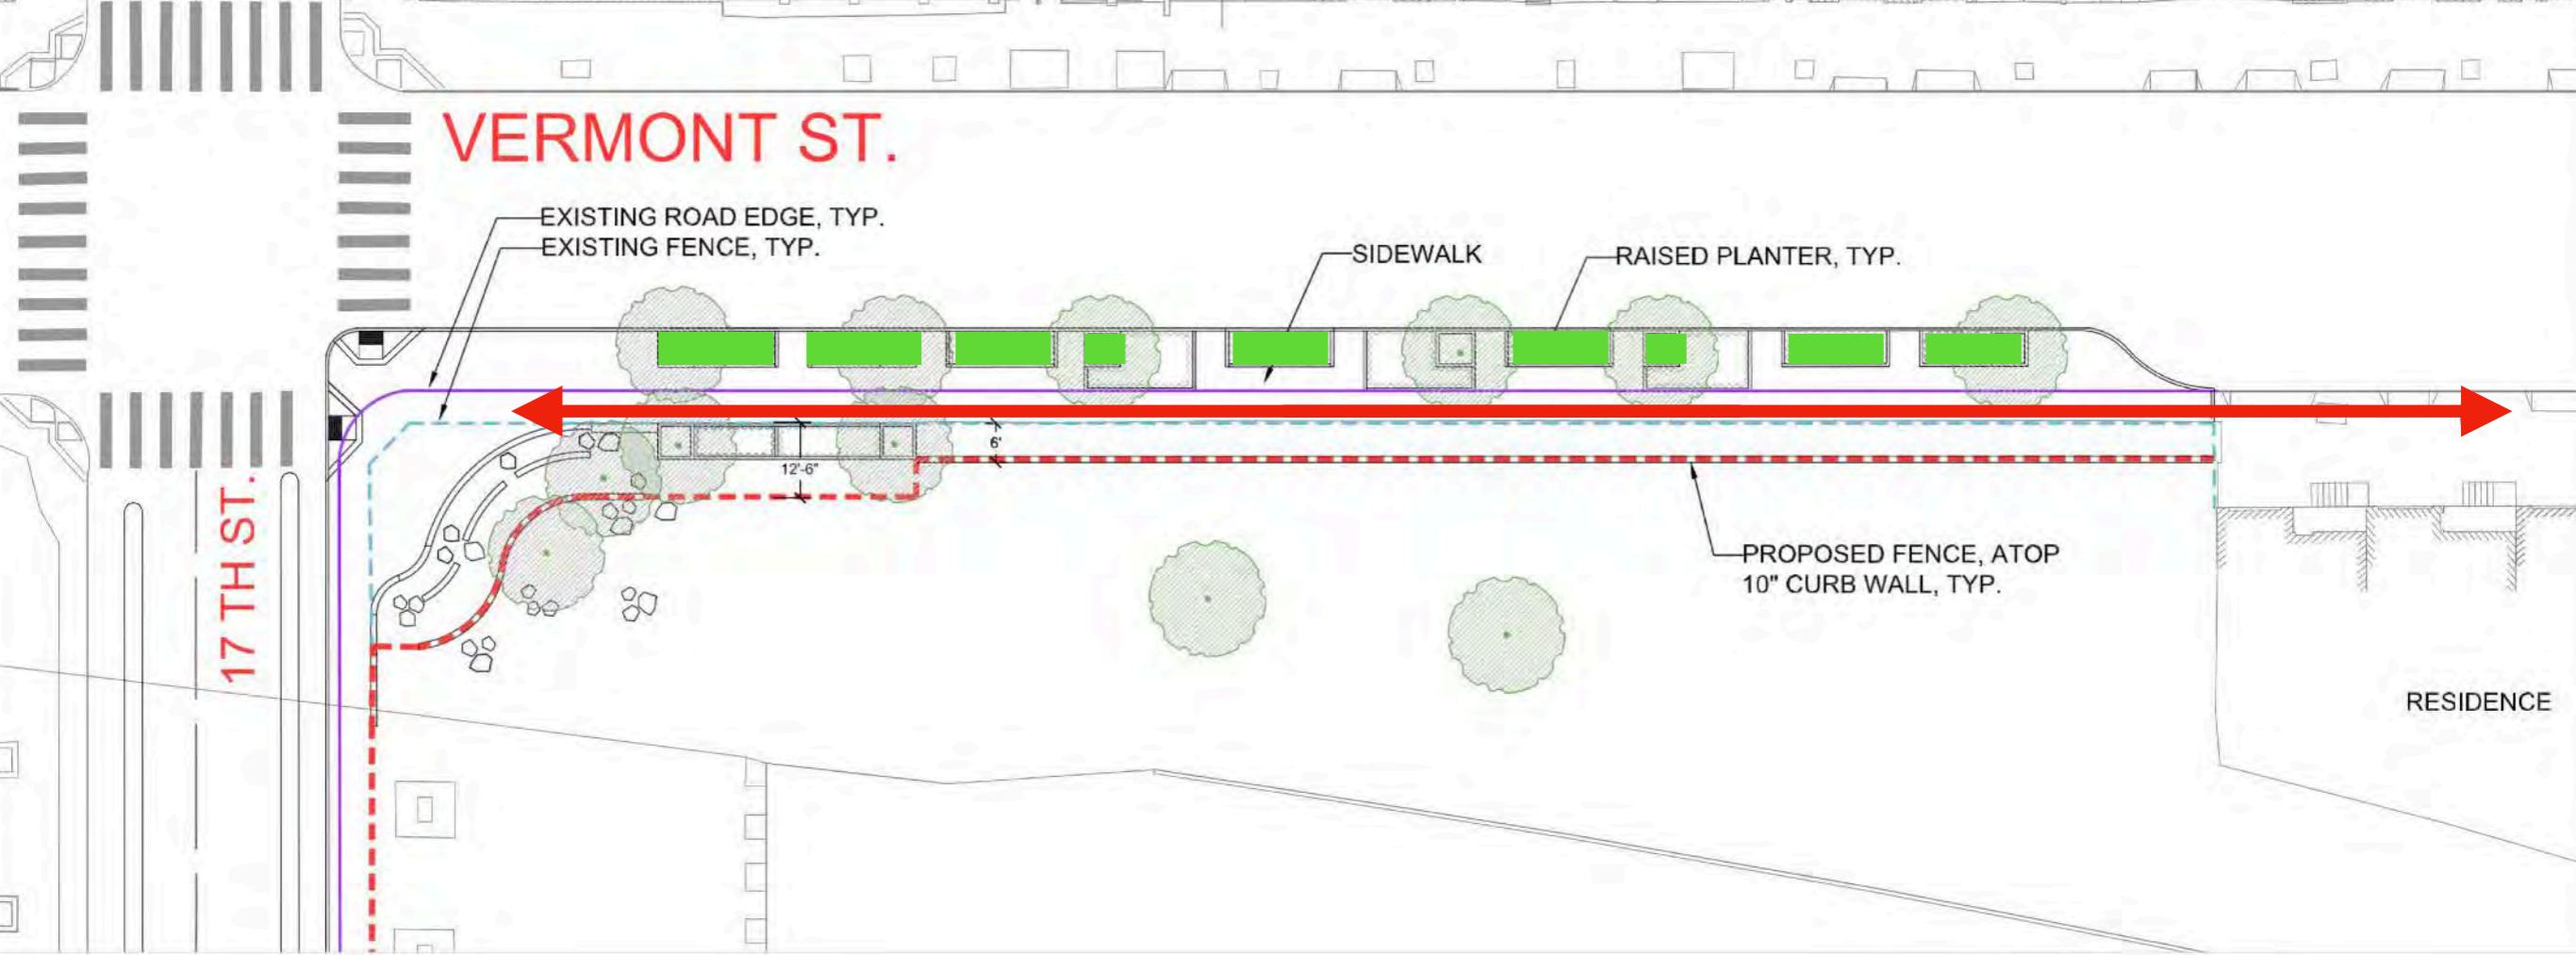 VERMONT ST.
EXISTING ROAD EDGE, TYP.
EXISTING FENCE, TYP.
SIDEWALK
RAISED PLANTER, TYP.
6'
12'-6"
17 TH ST.
PROPOSED FENCE, ATOP
10" CURB WALL, TYP.
RESIDENCE